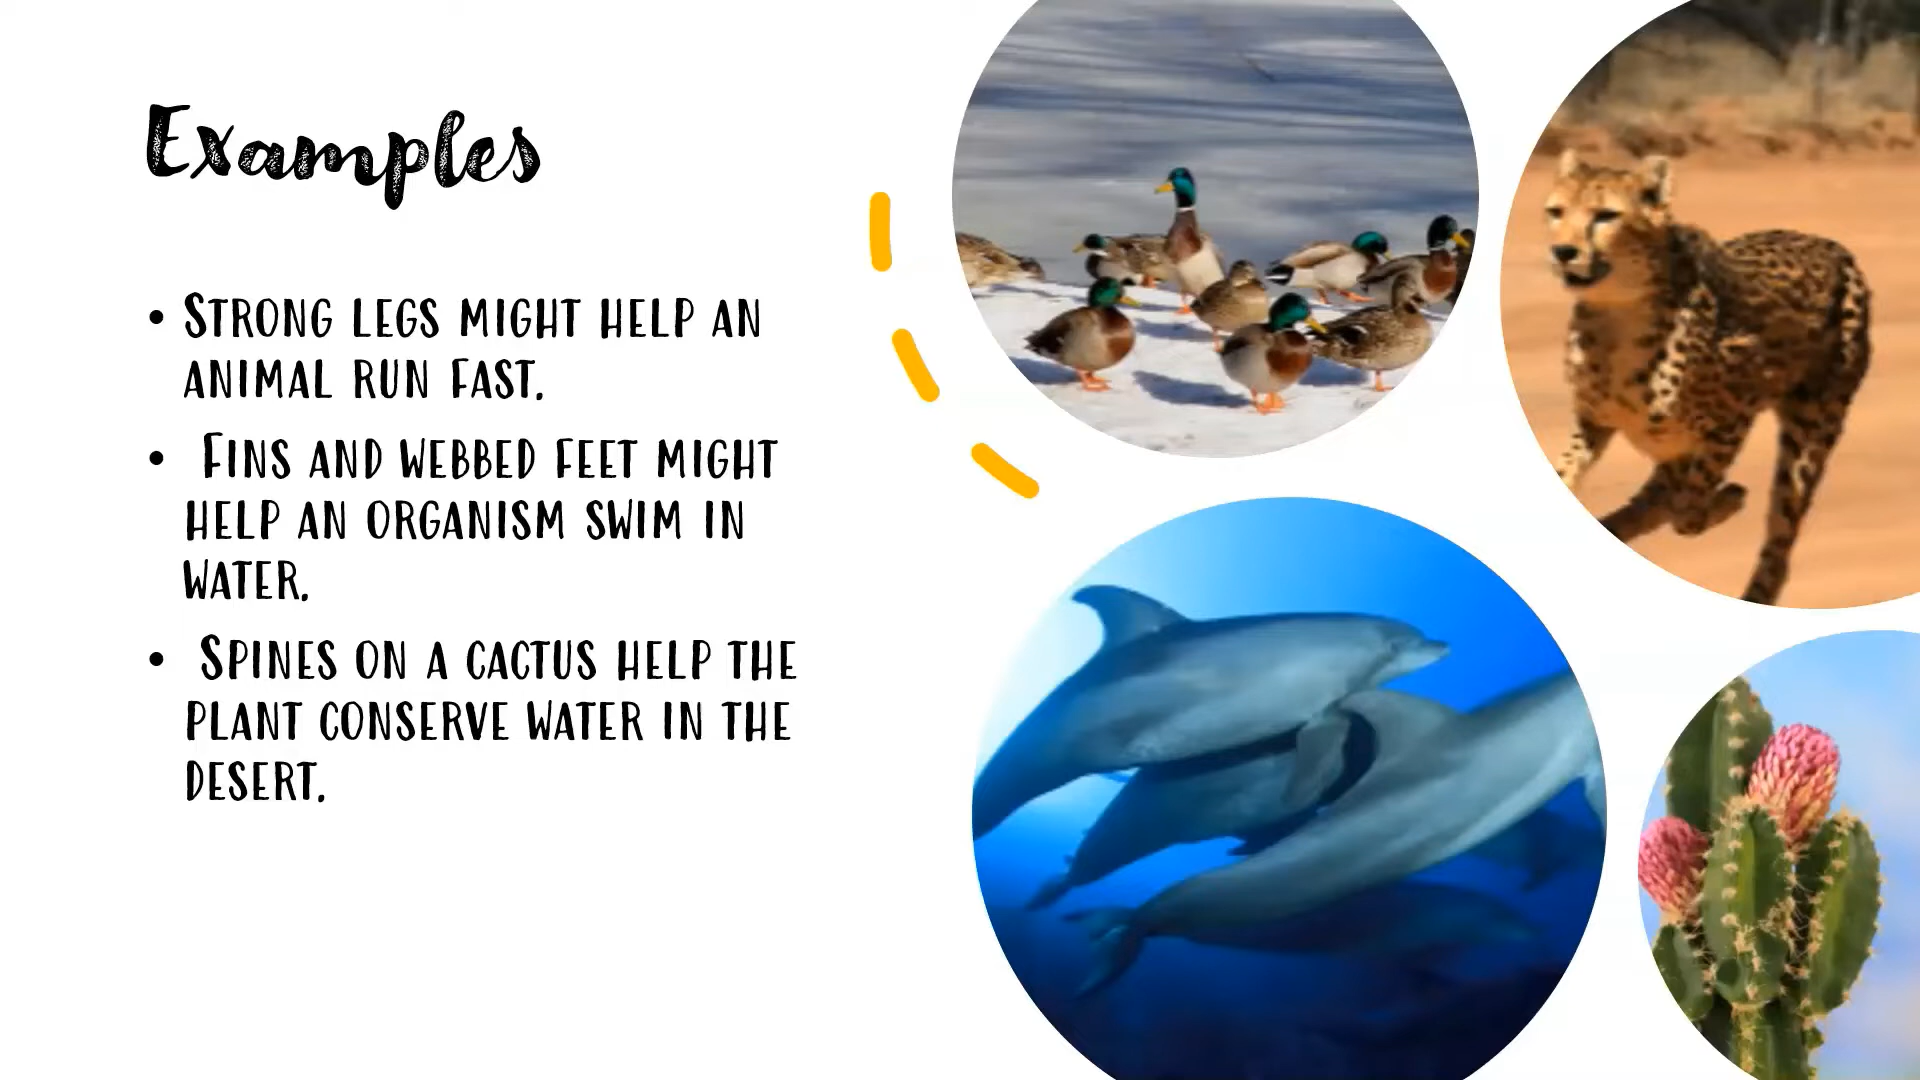 Examples
• Strong legs might help an
animal run fast.
• Fins and webbed feet might
help an organism swim in
water.
• Spines on a cactus help the
plant conserve water in the
desert.